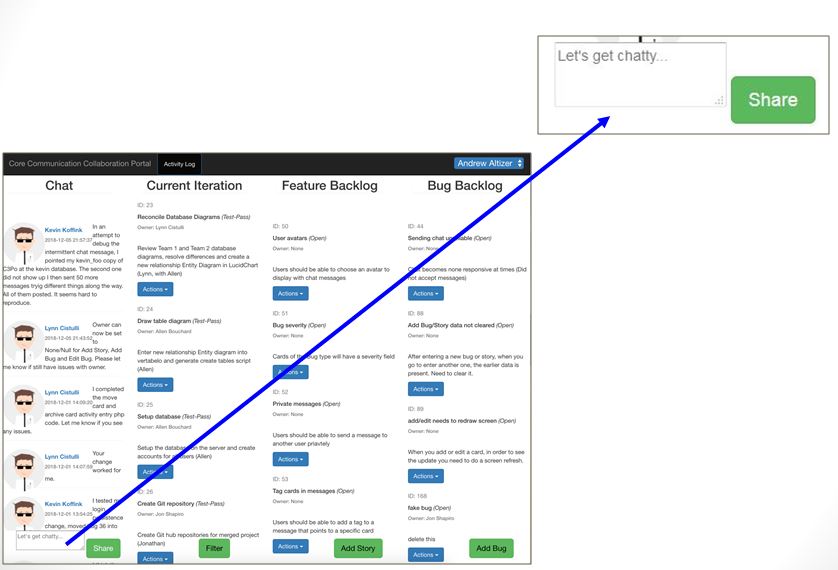 Let's get chatty...
Share
Core Communication Collaboration Portal
Activity Log
Andrew Altizer
Chat
Kevin Koffink
2018-12-05 21:57:37
In an
attempt to
debug the
intermittent chat message, I
pointed my kevin_foo copy of
C3Po at the kevin database. The second one
did not show up I then sent 50 more
messages tryig different things along the way.
All of them posted. It seems hard to
reproduce.
Lynn Cistulli
2018-12-05 21:43:52
Owner can
now be set
to
None/Null for Add Story, Add
Bug and Edit Bug. Please let
me know if still have issues with owner.
Lynn Cistulli
2018-12-01 14:09:20
I completed
the move
card and
archive card activity entry php
code. Let me know if you see
any issues.
Lynn Cistulli
2018-12-01 14:07:59
Your
change
worked for
me.
Kevin Koffink
2018-12-01 13:54:25
I tested
login
change, moved
36 into
Let's get chatty...
Share
Current Iteration
ID: 23
Reconcile Database Diagrams (Test-Pass)
Owner: Lynn Cistulli
Review Team 1 and Team 2 database
diagrams, resolve differences and create a
new relationship Entity Diagram in LucidChart
(Lynn, with Allen)
Actions
ID: 24
Draw table diagram (Test-Pass)
Owner: Allen Bouchard
Enter new relationship Entity diagram into
vertabelo and generate create tables script
(Allen)
Actions
ID: 25
Setup database (Test-Pass)
Owner: Allen Bouchard
Setup the database on the server and create
accounts for users (Allen)
Actions
ID: 26
Create Git repository (Test-Pass)
Owner: Jon Shapiro
Create Git hub repositories for merged project
(Jonathan)
Actions
Filter
Feature Backlog
ID: 50
User avatars (Open)
Owner: None
Users should be able to choose an avatar to
display with chat messages
Actions
ID: 51
Bug severity (Open)
Owner: None
Cards of the bug type will have a severity field
Actions
ID: 52
Private messages (Open)
Owner: None
Users should be able to send a message to
another user priavtely
Actions
ID: 53
Tag cards in messages (Open)
Owner: None
Users should be able to add a tag to a
message that points to a specific card
Actions
Add Story
Bug Backlog
ID: 44
Sending chat (Open)
Owner: None
Chat becomes none responsive at times (Did
not accept messages)
Actions
ID: 88
Add Bug/Story data not cleared (Open)
Owner: None
After entering a new bug or story, when you
go to enter another one, the earlier data is
present. Need to clear it.
Actions
ID: 89
add/edit needs to redraw screen (Open)
Owner: None
When you add or edit a card, in order to see
the update you need to do a screen refresh.
Actions
ID: 168
fake bug (Open)
Owner: Jon Shapiro
delete this
Actions
Add Bug